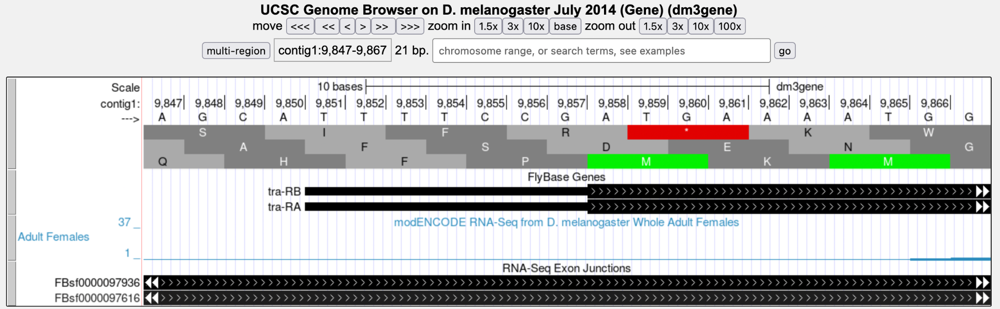 UCSC Genome Browser on D. melanogaster July 2014 (Gene) (dm3gene)
move <<< << < > >> >>> zoom in 1.5x 3x 10x base zoom out 1.5x 3x 10x 100x
multi-region contig1:9,847-9,867 21 bp. chromosome range, or search terms, see examples go
Scale 10 bases dm3gene
contig1: 9,847 9,848 9,849 9,850 9,851 9,852 9,853 9,854 9,855 9,856 9,857 9,858 9,859 9,860 9,861 9,862 9,863 9,864 9,865 9,866
---> A G C A T T T T C C G A T G A A A A T G G
S I F F R * K W
A F S D E N G
Q H F P M K M
FlyBase Genes
tra-RB
tra-RA
37 _ modENCODE RNA-Seq from D. melanogaster Whole Adult Females
Adult Females
1 _
RNA-Seq Exon Junctions
FBsf0000097936
FBsf0000097616